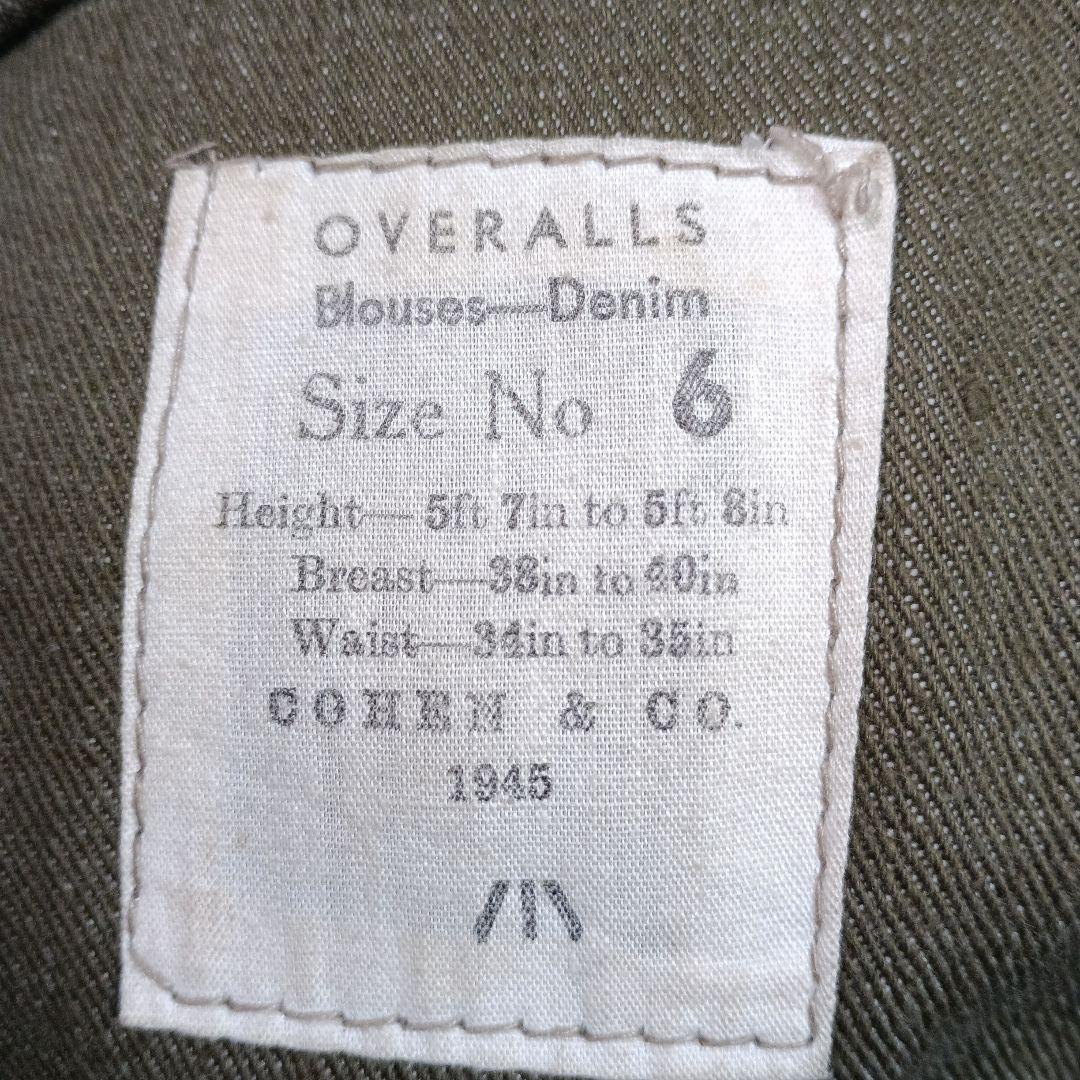 OVERALLS
Blouses—Denim
Size No 6
Height—5ft 7in to 5ft 8in
Breast—38in to 40in
Waist—34in to 35in
COHEN & CO.
1945